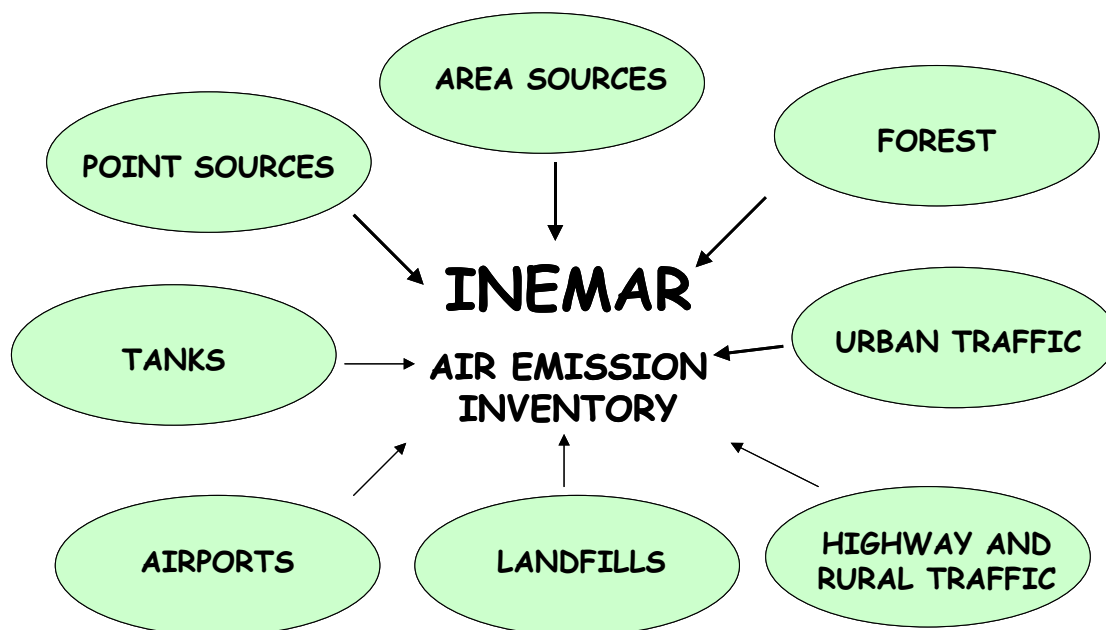 AREA SOURCES
FOREST
POINT SOURCES
INEMAR
URBAN TRAFFIC
TANKS
AIR EMISSION
INVENTORY
AIRPORTS
LANDFILLS
HIGHWAY AND
RURAL TRAFFIC